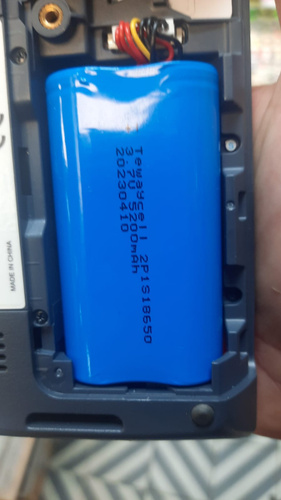 Tewaycell 2P1S18650
3.7V 5200mAh
20230410
MADE IN CHINA